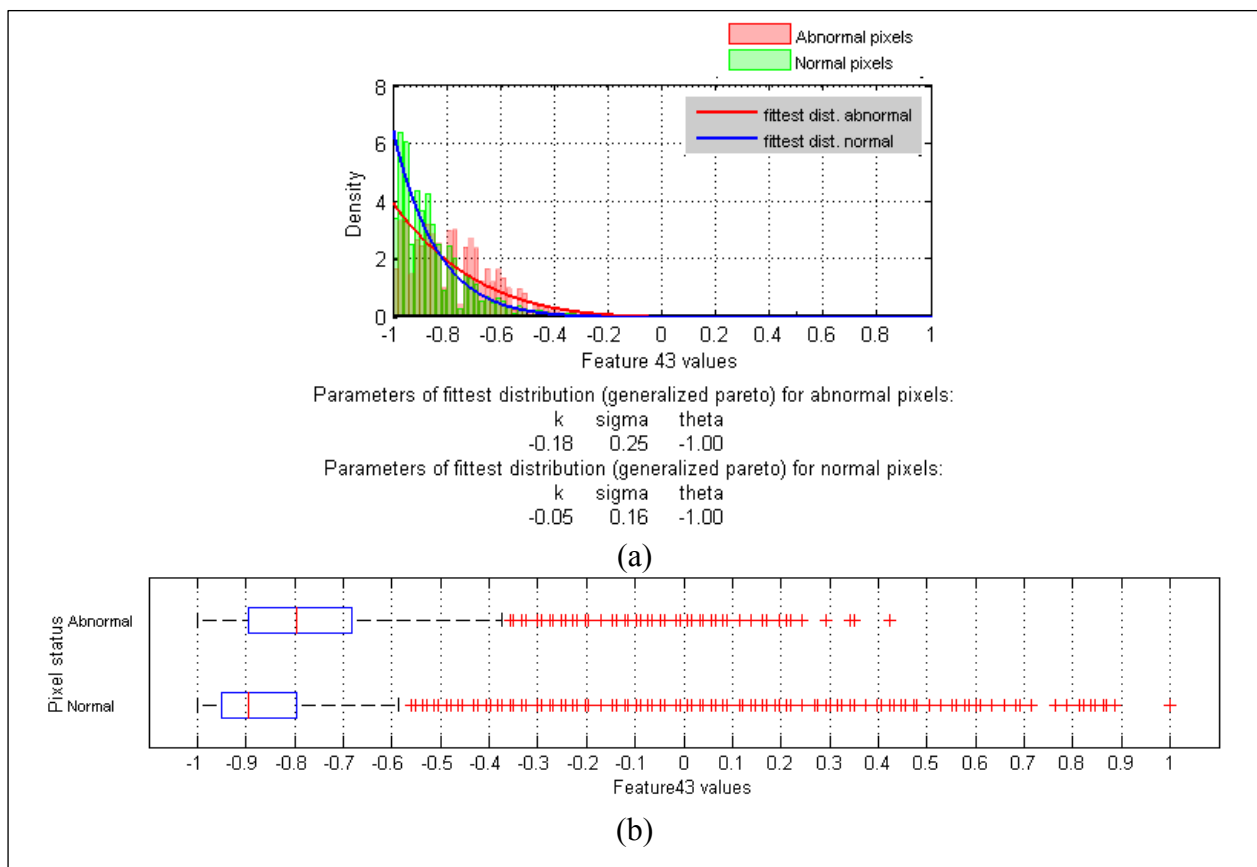 Abnormal pixels
Normal pixels
8
6
4
2
0
Density
fittest dist. abnormal
fittest dist. normal
-1 -0.8 -0.6 -0.4 -0.2 0 0.2 0.4 0.6 0.8 1
Feature 43 values
Parameters of fittest distribution (generalized pareto) for abnormal pixels:
k sigma theta
-0.18 0.25 -1.00
Parameters of fittest distribution (generalized pareto) for normal pixels:
k sigma theta
-0.05 0.16 -1.00
(a)
Pixel status
Abnormal
Normal
-1 -0.9 -0.8 -0.7 -0.6 -0.5 -0.4 -0.3 -0.2 -0.1 0 0.1 0.2 0.3 0.4 0.5 0.6 0.7 0.8 0.9 1
Feature43 values
(b)